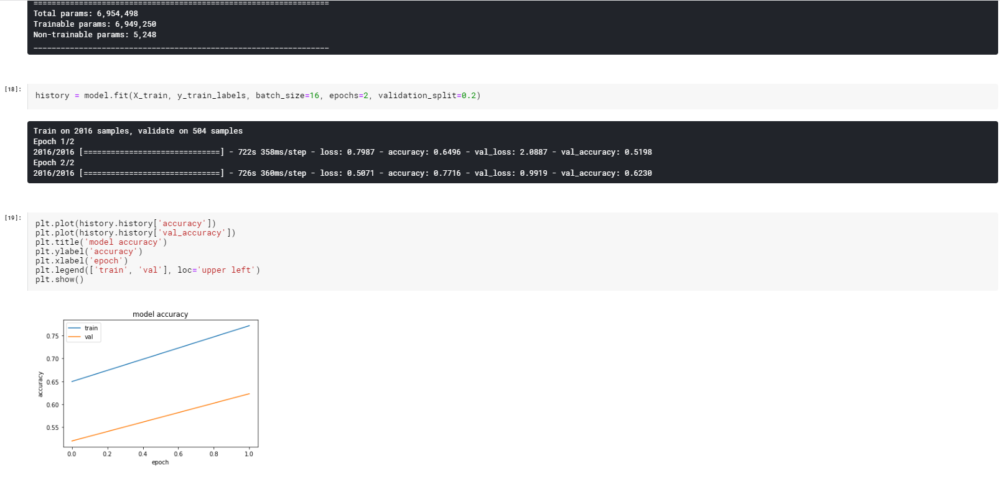 =================================================================
Total params: 6,954,498
Trainable params: 6,949,250
Non-trainable params: 5,248
_________________________________________________________________
[18]:
history = model.fit(X_train, y_train_labels, batch_size=16, epochs=2, validation_split=0.2)
Train on 2016 samples, validate on 504 samples
Epoch 1/2
2016/2016 [==============================] - 722s 358ms/step - loss: 0.7987 - accuracy: 0.6496 - val_loss: 2.0887 - val_accuracy: 0.5198
Epoch 2/2
2016/2016 [==============================] - 726s 360ms/step - loss: 0.5071 - accuracy: 0.7716 - val_loss: 0.9919 - val_accuracy: 0.6230
[19]:
plt.plot(history.history['accuracy'])
plt.plot(history.history['val_accuracy'])
plt.title('model accuracy')
plt.ylabel('accuracy')
plt.xlabel('epoch')
plt.legend(['train', 'val'], loc='upper left')
plt.show()
model accuracy
train
val
0.75
0.70
0.65
0.60
0.55
accuracy
0.0 0.2 0.4 0.6 0.8 1.0
epoch